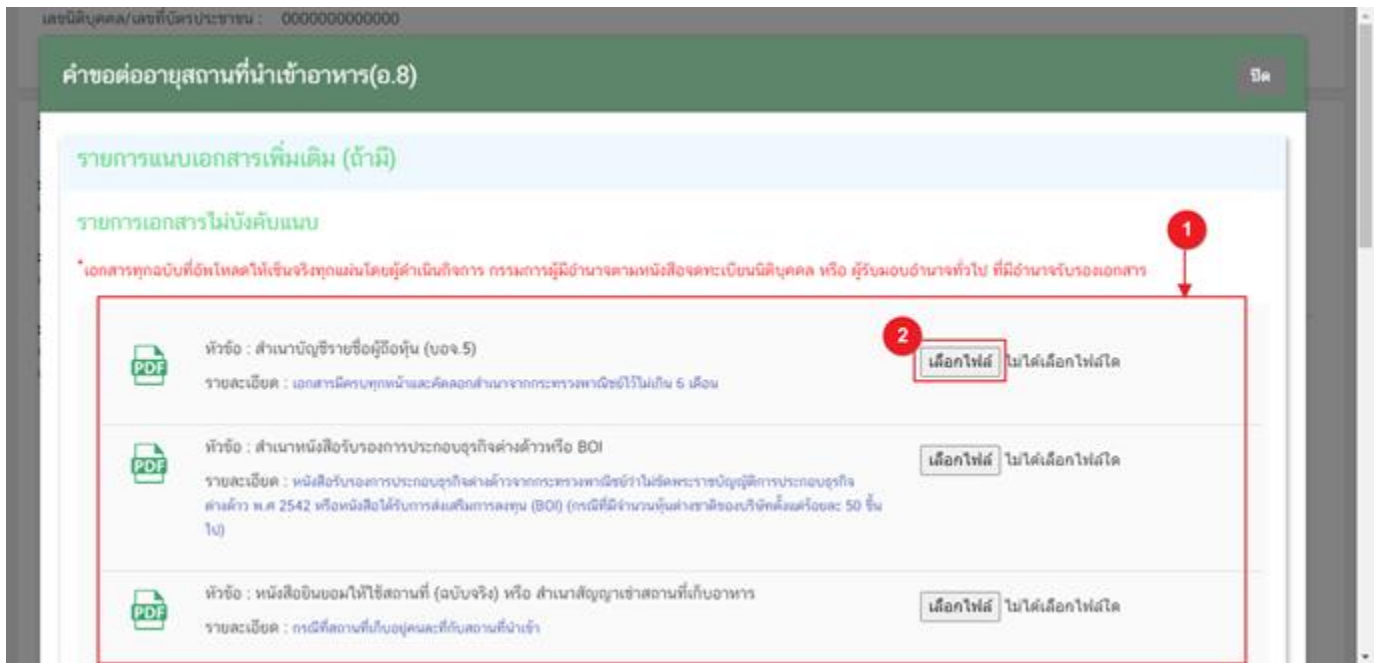 เลขนิติบุคคล/เลขที่บัตรประชาชน : 0000000000000
คำขอต่ออายุสถานที่นำเข้าอาหาร(อ.8)
ปิด
รายการแนบเอกสารเพิ่มเติม (ถ้ามี)
รายการเอกสารไม่บังคับแนบ
1
*เอกสารทุกฉบับที่อัพโหลดให้เซ็นจริงทุกแผ่นโดยผู้ดำเนินกิจการ กรรมการผู้มีอำนาจตามหนังสือจดทะเบียนนิติบุคคล หรือ ผู้รับมอบอำนาจทั่วไป ที่มีอำนาจรับรองเอกสาร
2
PDF
หัวข้อ : สำเนาบัญชีรายชื่อผู้ถือหุ้น (บอจ.5)
เลือกไฟล์ ไม่ได้เลือกไฟล์ใด
รายละเอียด : เอกสารมีครบทุกหน้าและคัดลอกสำเนาจากกระทรวงพาณิชย์ไว้ไม่เกิน 6 เดือน
PDF
หัวข้อ : สำเนาหนังสือรับรองการประกอบธุรกิจต่างด้าวหรือ BOI
เลือกไฟล์ ไม่ได้เลือกไฟล์ใด
รายละเอียด : หนังสือรับรองการประกอบธุรกิจต่างด้าวจากกระทรวงพาณิชย์ว่าไม่ขัดพระราชบัญญัติการประกอบธุรกิจ
ต่างด้าว พ.ศ 2542 หรือหนังสือได้รับการส่งเสริมการลงทุน (BOI) (กรณีที่มีจำนวนหุ้นต่างชาติของบริษัทตั้งแต่ร้อยละ 50 ขึ้น
ไป)
PDF
หัวข้อ : หนังสือยินยอมให้ใช้สถานที่ (ฉบับจริง) หรือ สำเนาสัญญาเช่าสถานที่เก็บอาหาร
เลือกไฟล์ ไม่ได้เลือกไฟล์ใด
รายละเอียด : กรณีที่สถานที่เก็บอยู่คนละที่กับสถานที่นำเข้า